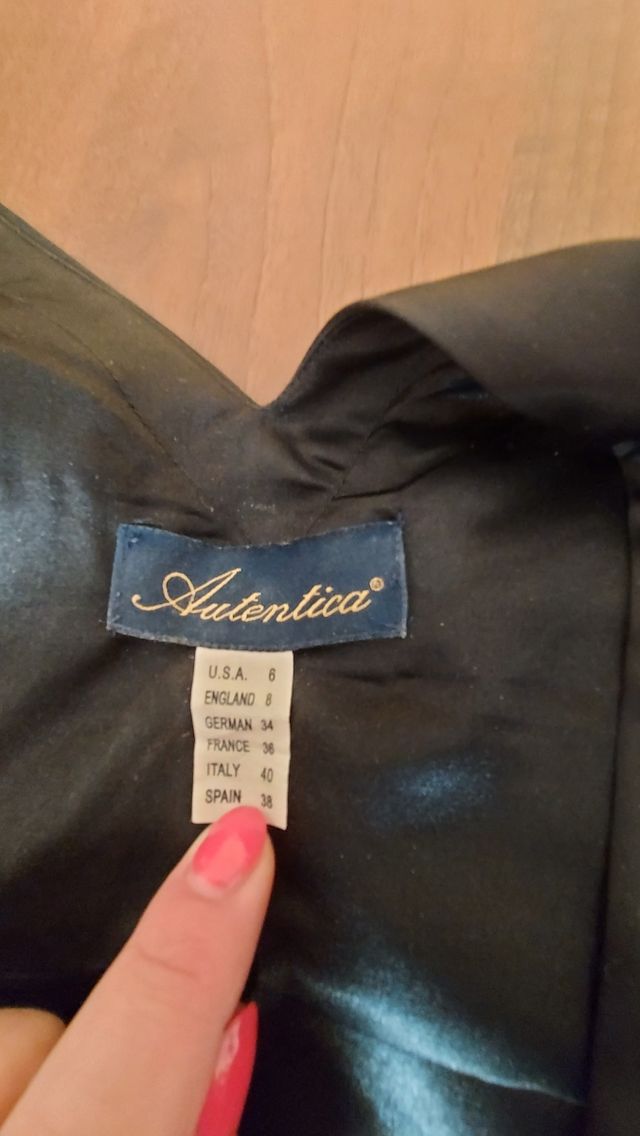 Autentica®
U.S.A. 6
ENGLAND 8
GERMAN 34
FRANCE 36
ITALY 40
SPAIN 38